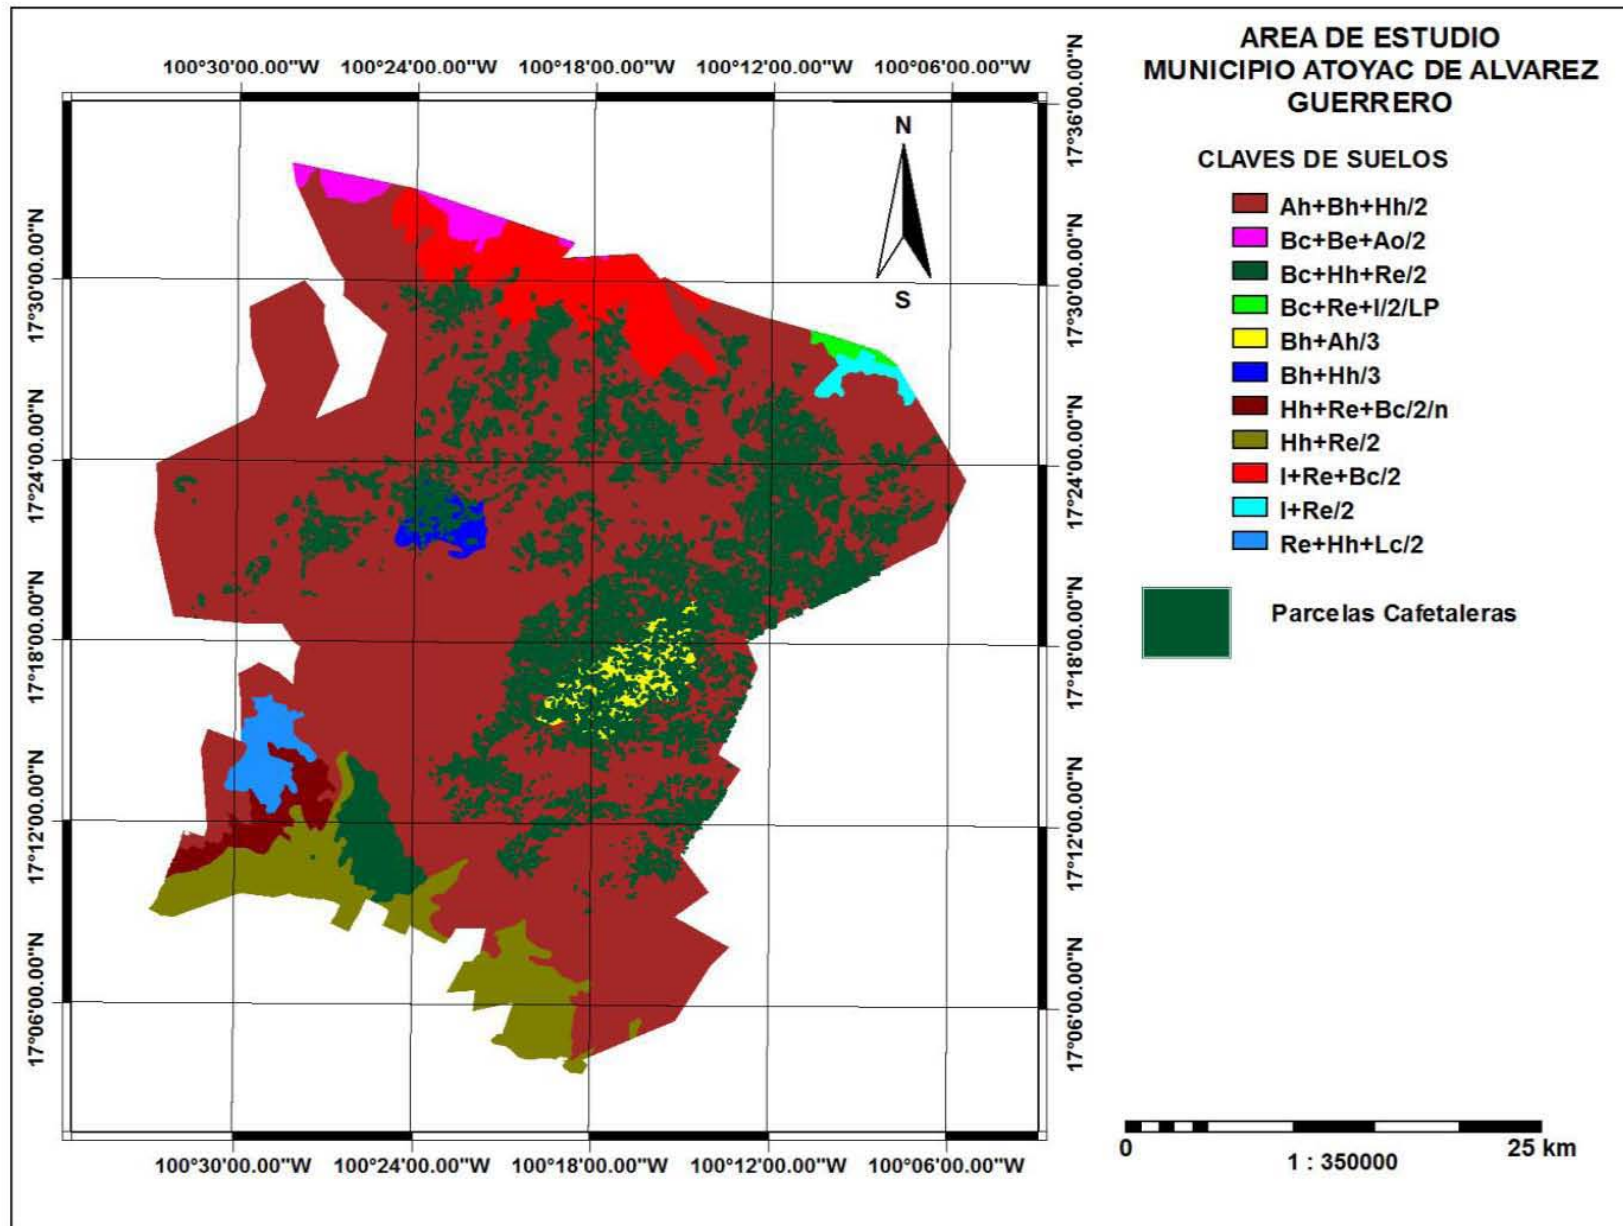 AREA DE ESTUDIO
MUNICIPIO ATOYAC DE ALVAREZ
GUERRERO
100°30'00.00"W 100°24'00.00"W 100°18'00.00"W 100°12'00.00"W 100°06'00.00"W
17°36'00.00"N
17°30'00.00"N
17°24'00.00"N
17°18'00.00"N
17°12'00.00"N
17°06'00.00"N
17°30'00.00"N
17°24'00.00"N
17°18'00.00"N
17°12'00.00"N
17°06'00.00"N
N
S
100°30'00.00"W 100°24'00.00"W 100°18'00.00"W 100°12'00.00"W 100°06'00.00"W
CLAVES DE SUELOS
Ah+Bh+Hh/2
Bc+Be+Ao/2
Bc+Hh+Re/2
Bc+Re+I/2/LP
Bh+Ah/3
Bh+Hh/3
Hh+Re+Bc/2/n
Hh+Re/2
I+Re+Bc/2
I+Re/2
Re+Hh+Lc/2
Parcelas Cafetaleras
0 25 km
1 : 350000